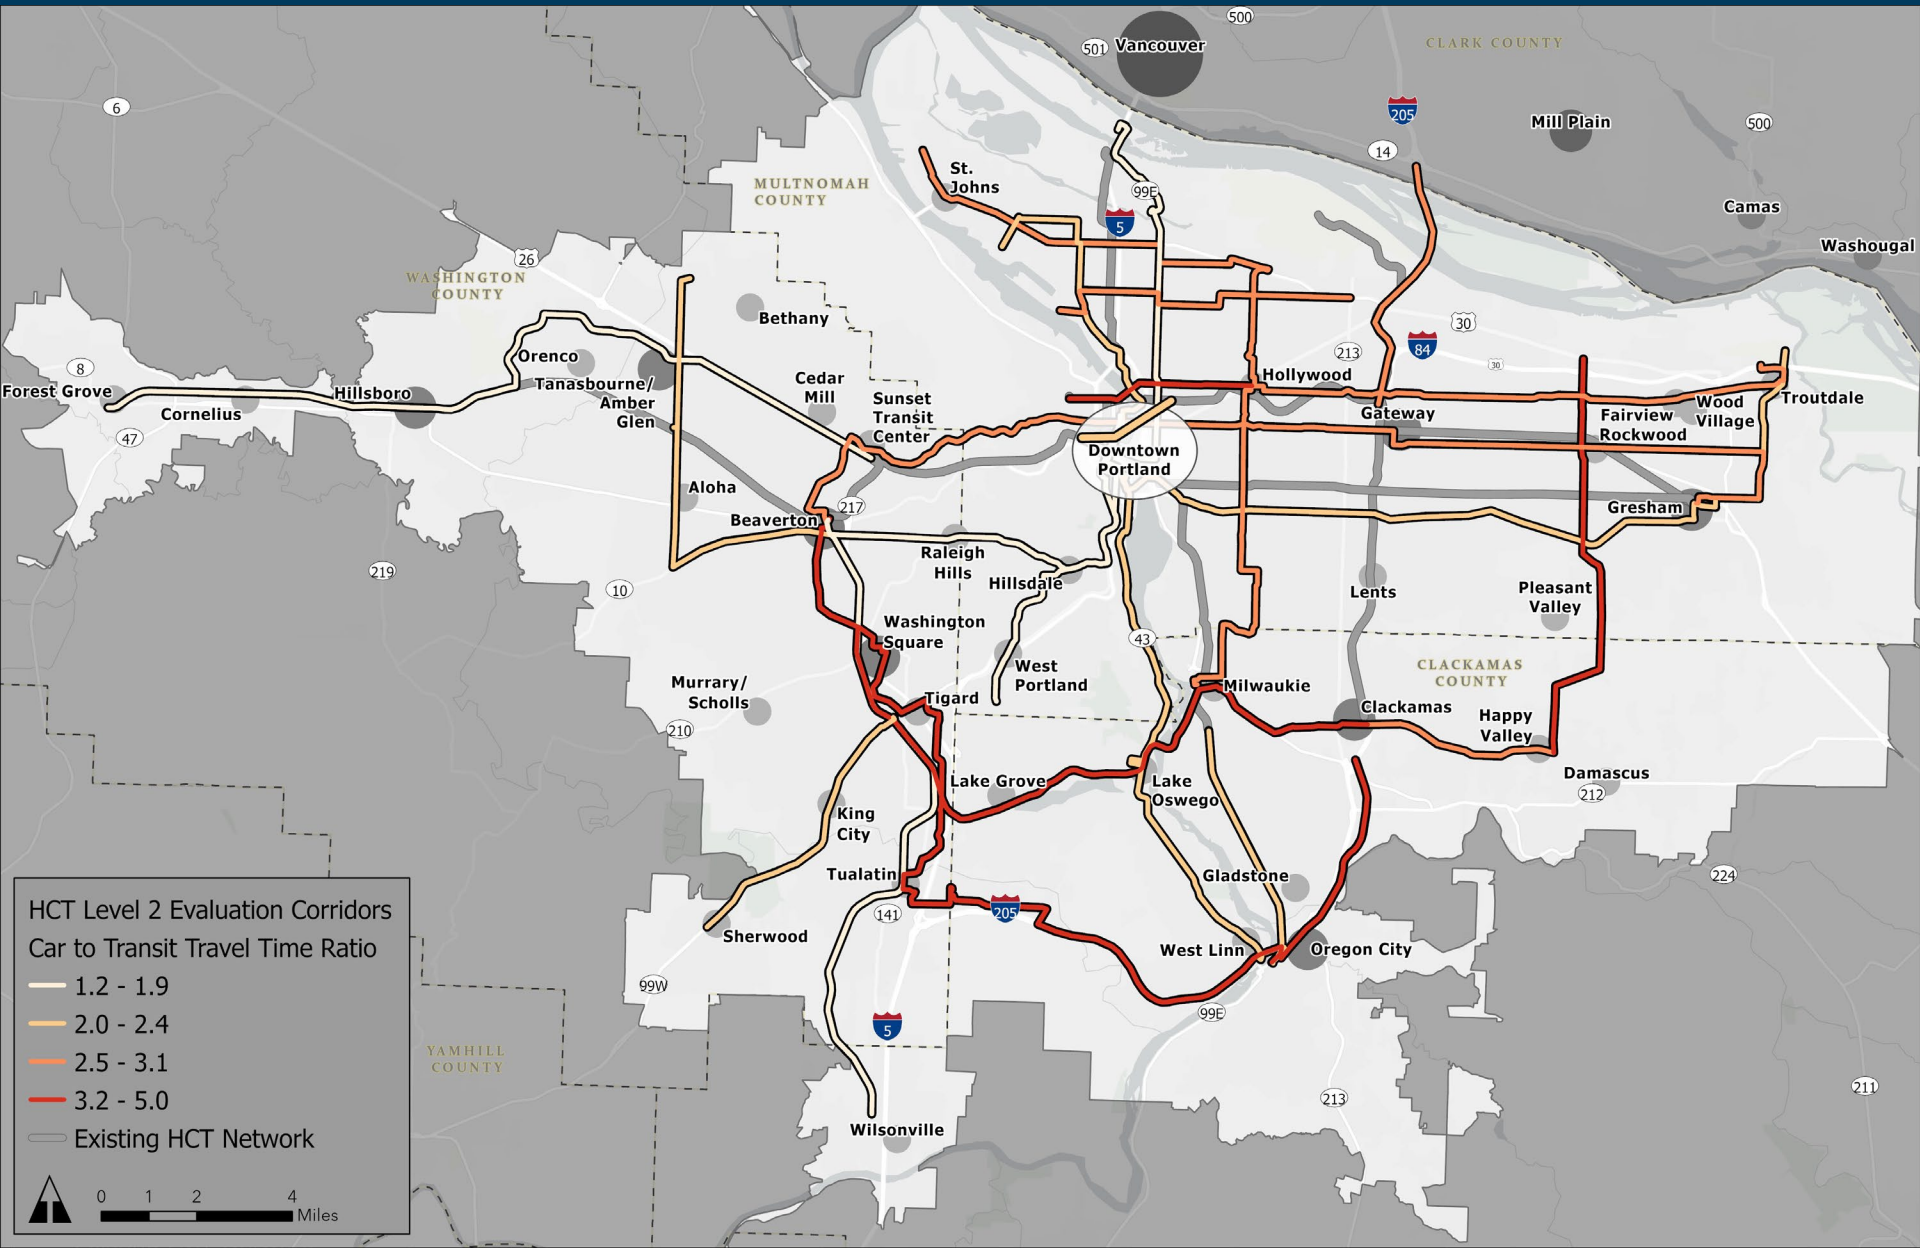 500
501
Vancouver
CLARK COUNTY
6
205
Mill Plain
500
14
St.
Johns
MULTNOMAH
COUNTY
99E
5
Camas
Washougal
26
WASHINGTON
COUNTY
Bethany
30
213
84
30
8
Orenco
Forest Grove
Hillsboro
Cornelius
Tanasbourne/
Amber
Glen
Cedar
Mill
Sunset
Transit
Center
Hollywood
Gateway
Fairview
Rockwood
Wood
Village
Troutdale
47
Downtown
Portland
Aloha
217
Beaverton
Gresham
219
10
Raleigh
Hills
Hillsdale
Lents
Pleasant
Valley
Washington
Square
43
West
Portland
CLACKAMAS
COUNTY
Murrary/
Scholls
Tigard
Milwaukie
210
Clackamas
Happy
Valley
Lake Grove
Lake
Oswego
Damascus
212
King
City
Tualatin
Gladstone
224
141
205
Sherwood
West Linn
Oregon City
99W
99E
5
YAMHILL
COUNTY
213
211
Wilsonville
HCT Level 2 Evaluation Corridors
Car to Transit Travel Time Ratio
1.2 - 1.9
2.0 - 2.4
2.5 - 3.1
3.2 - 5.0
Existing HCT Network
0 1 2 4
Miles